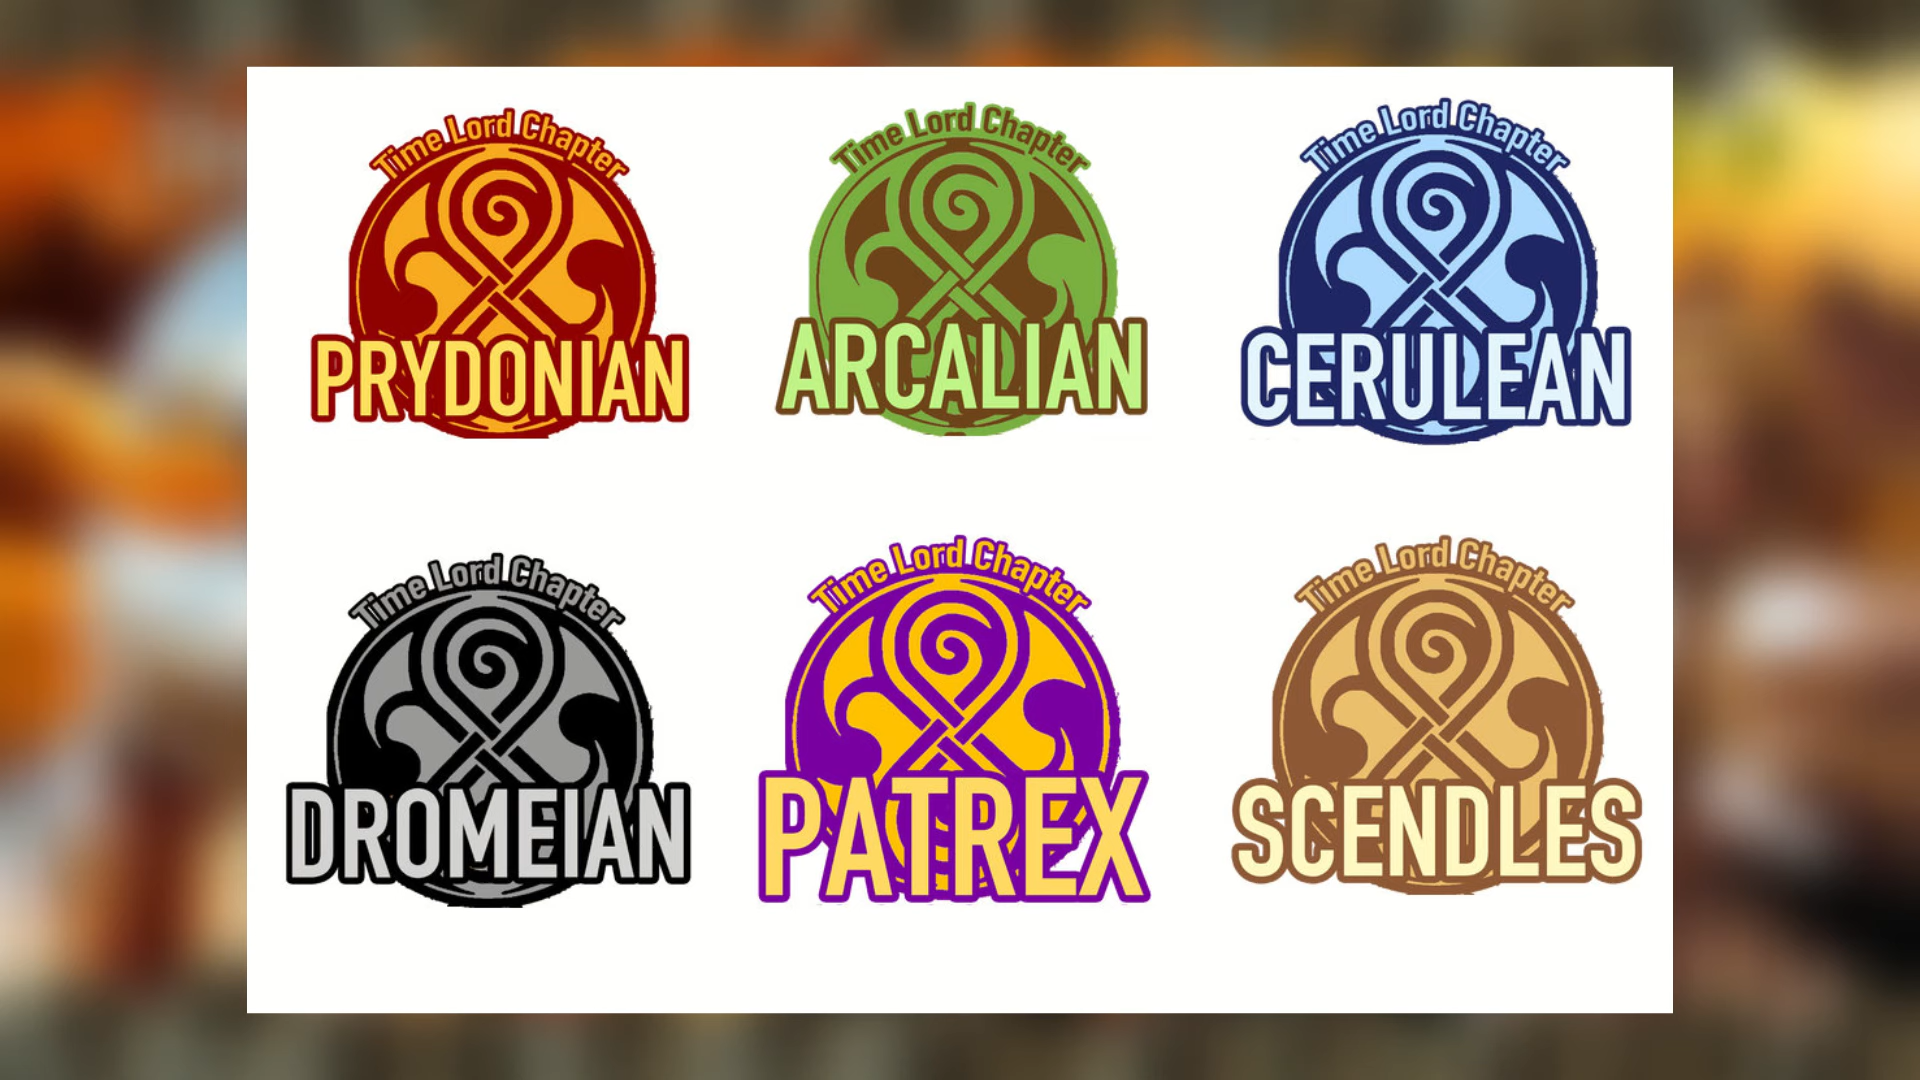 Time Lord Chapter
PRYDONIAN
Time Lord Chapter
ARCALIAN
Time Lord Chapter
CERULEAN
Time Lord Chapter
DROMEIAN
Time Lord Chapter
PATREX
Time Lord Chapter
SCENDLES